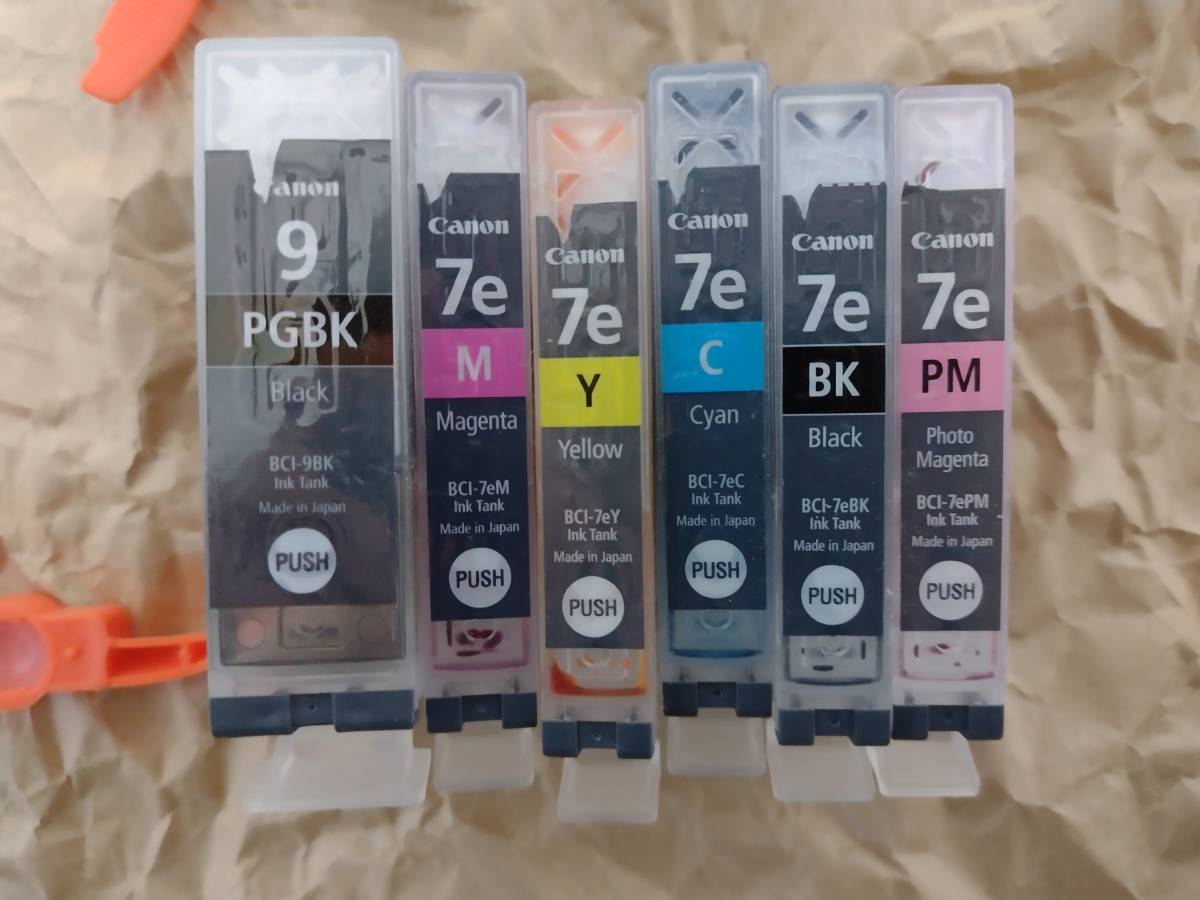 Canon
9
PGBK
Black
BCI-9BK
Ink Tank
Made in Japan
PUSH
Canon
7e
M
Magenta
BCI-7eM
Ink Tank
Made in Japan
PUSH
Canon
7e
Y
Yellow
BCI-7eY
Ink Tank
Made in Japan
PUSH
Canon
7e
C
Cyan
BCI-7eC
Ink Tank
Made in Japan
PUSH
Canon
7e
BK
Black
BCI-7eBK
Ink Tank
Made in Japan
PUSH
Canon
7e
PM
Photo
Magenta
BCI-7ePM
Ink Tank
Made in Japan
PUSH